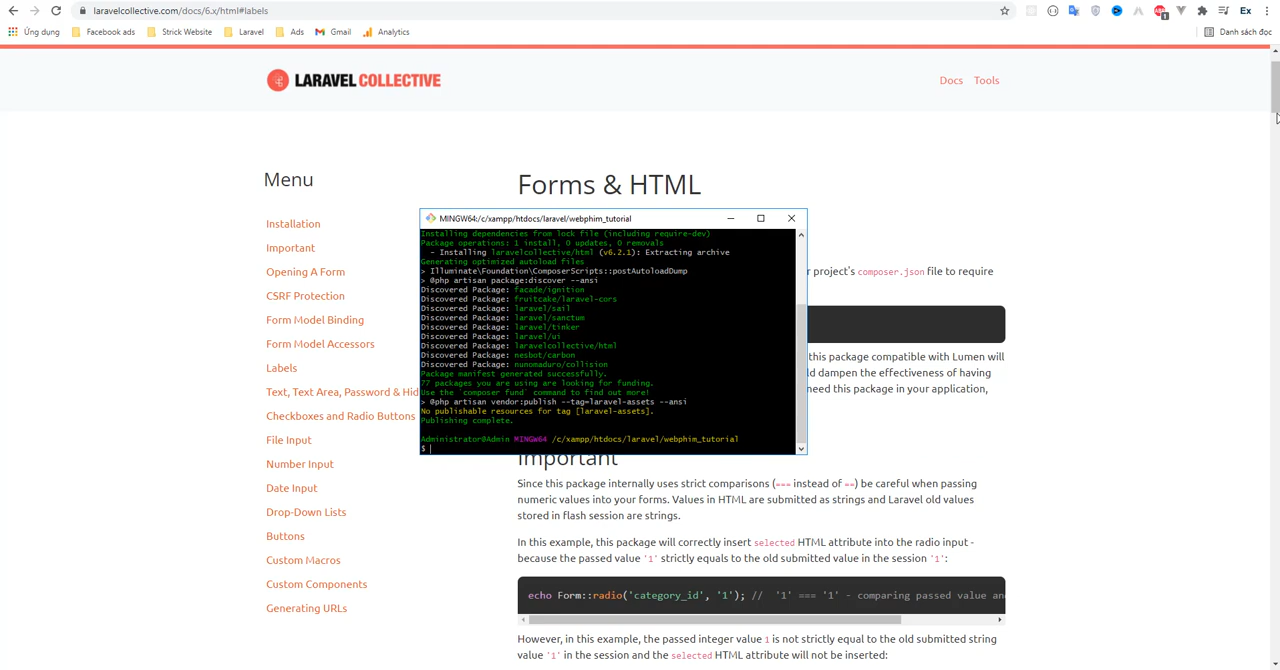 laravelcollective.com/docs/6.x/html#labels
Ứng dụng Facebook ads Strick Website Laravel Ads Gmail Analytics Danh sách đọc
LARAVEL COLLECTIVE
Docs Tools
Menu
Installation
Important
Opening A Form
CSRF Protection
Form Model Binding
Form Model Accessors
Labels
Text, Text Area, Password & Hid
Checkboxes and Radio Buttons
File Input
Number Input
Date Input
Drop-Down Lists
Buttons
Custom Macros
Custom Components
Generating URLs
Forms & HTML
MINGW64:/c/xampp/htdocs/laravel/webphim_tutorial
Installing dependencies from lock file (including require-dev)
Package operations: 1 install, 0 updates, 0 removals
- Installing laravelcollective/html (v6.2.1): Extracting archive
Generating optimized autoload files
> Illuminate\Foundation\ComposerScripts::postAutoloadDump
> @php artisan package:discover --ansi
Discovered Package: facade/ignition
Discovered Package: fruitcake/laravel-cors
Discovered Package: laravel/sail
Discovered Package: laravel/sanctum
Discovered Package: laravel/tinker
Discovered Package: laravel/ui
Discovered Package: laravelcollective/html
Discovered Package: nesbot/carbon
Discovered Package: nunomaduro/collision
Package manifest generated successfully.
77 packages you are using are looking for funding.
Use the `composer fund` command to find out more!
> @php artisan vendor:publish --tag=laravel-assets --ansi
No publishable resources for tag [laravel-assets].
Publishing complete.
Administrator@Admin MINGW64 /c/xampp/htdocs/laravel/webphim_tutorial
$
r project's composer.json file to require
this package compatible with Lumen will
ld dampen the effectiveness of having
need this package in your application,
Important
Since this package internally uses strict comparisons (=== instead of ==) be careful when passing
numeric values into your forms. Values in HTML are submitted as strings and Laravel old values
stored in flash session are strings.
In this example, this package will correctly insert selected HTML attribute into the radio input -
because the passed value '1' strictly equals to the old submitted value in the session '1':
echo Form::radio('category_id', '1'); // '1' === '1' - comparing passed value an
However, in this example, the passed integer value 1 is not strictly equal to the old submitted string
value '1' in the session and the selected HTML attribute will not be inserted: